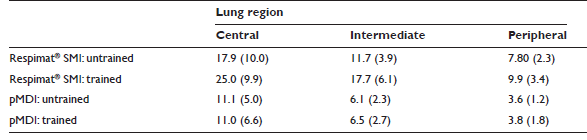 Lung region
Central Intermediate Peripheral
Respimat® SMI: untrained 17.9 (10.0) 11.7 (3.9) 7.80 (2.3)
Respimat® SMI: trained 25.0 (9.9) 17.7 (6.1) 9.9 (3.4)
pMDI: untrained 11.1 (5.0) 6.1 (2.3) 3.6 (1.2)
pMDI: trained 11.0 (6.6) 6.5 (2.7) 3.8 (1.8)